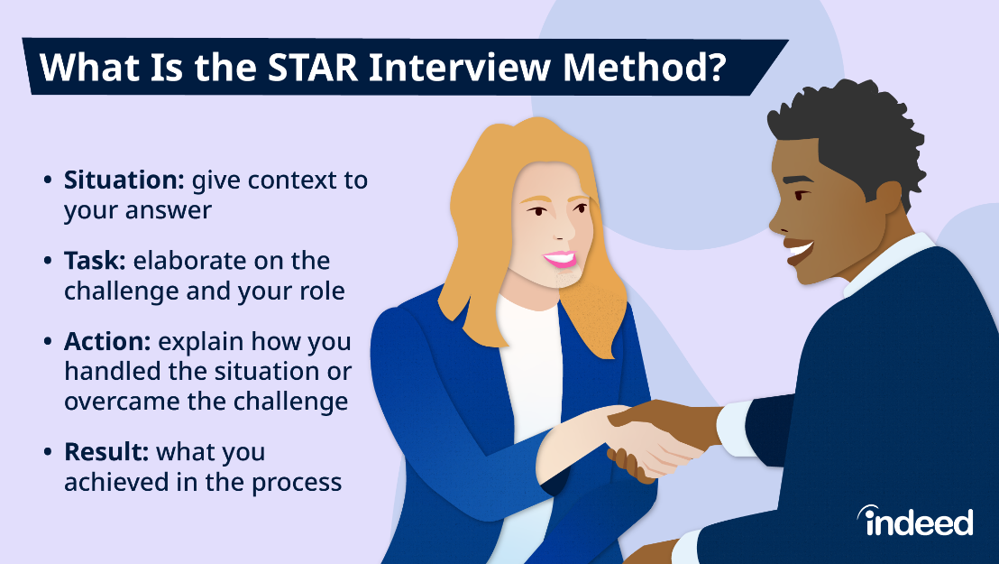 What Is the STAR Interview Method?
• Situation: give context to
your answer
• Task: elaborate on the
challenge and your role
• Action: explain how you
handled the situation or
overcame the challenge
• Result: what you
achieved in the process
indeed